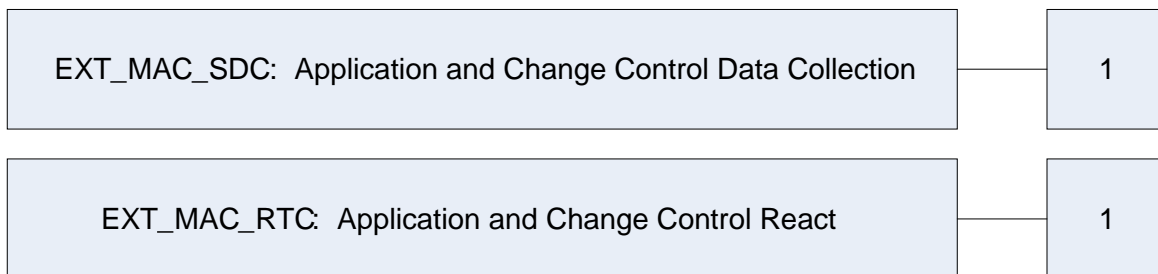 EXT_MAC_SDC:  Application and Change Control Data Collection
1
EXT_MAC_RTC:  Application and Change Control React
1